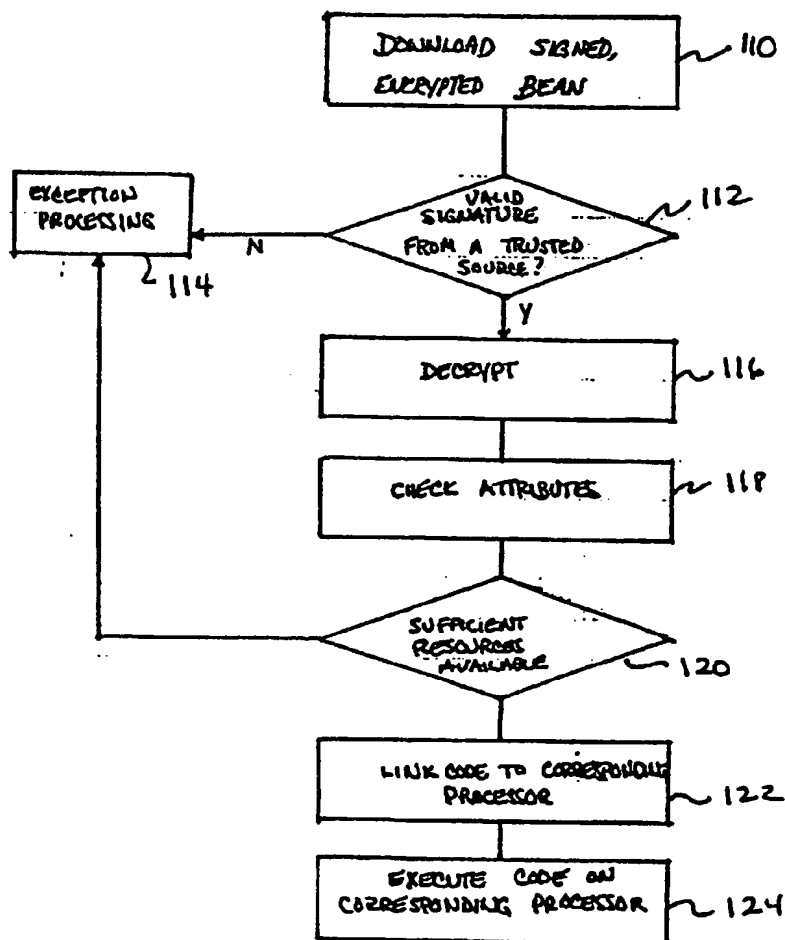 DOWNLOAD SIGNED,
ENCRYPTED BEAN
110
VALID
SIGNATURE
FROM A TRUSTED
SOURCE?
112
EXCEPTION
PROCESSING
114
N
Y
DECRYPT
116
CHECK ATTRIBUTES
118
SUFFICIENT
RESOURCES
AVAILABLE
120
LINK CODE TO CORRESPONDING
PROCESSOR
122
EXECUTE CODE ON
CORRESPONDING PROCESSOR
124